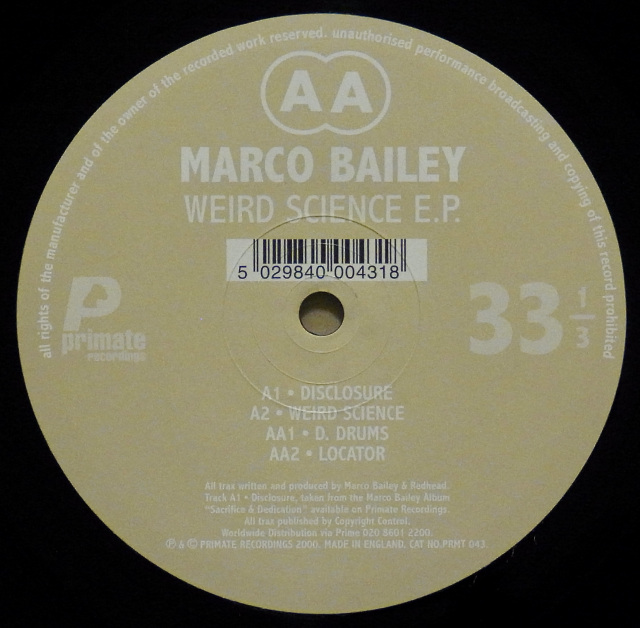 all rights of the manufacturer and of the owner of the recorded work reserved. unauthorised performance broadcasting and copying of this record prohibited
AA
MARCO BAILEY
WEIRD SCIENCE E.P.
5 029840 004318
P
primate
recordings
33 1/3
A1 • DISCLOSURE
A2 • WEIRD SCIENCE
AA1 • D. DRUMS
AA2 • LOCATOR
All trax written and produced by Marco Bailey & Redhead.
Track A1 • Disclosure, taken from the Marco Bailey Album
"Sacrifice & Dedication" available on Primate Recordings.
All trax published by Copyright Control.
Worldwide Distribution via Prime 020 8601 2200.
℗ & © PRIMATE RECORDINGS 2000. MADE IN ENGLAND. CAT NO.PRMT 043.